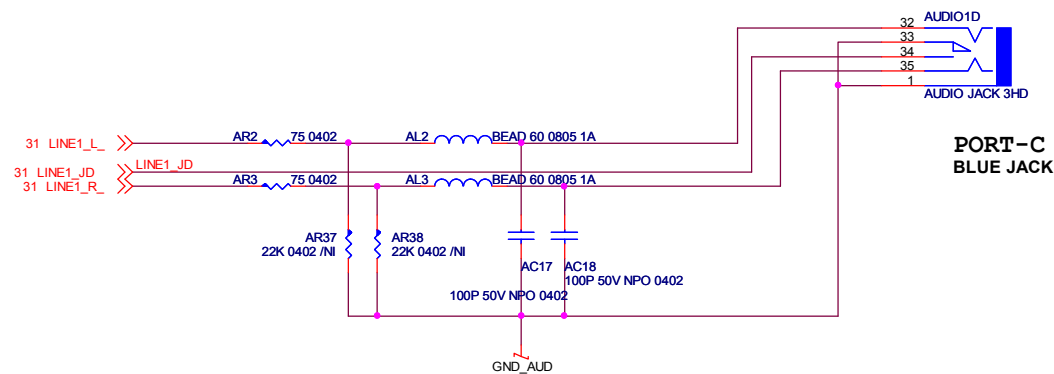 32 AUDIO1D
33
34
35
1
AUDIO JACK 3HD
PORT-C
BLUE JACK
31 LINE1_L_ AR2 75 0402 AL2 BEAD 60 0805 1A
31 LINE1_JD LINE1_JD
31 LINE1_R_ AR3 75 0402 AL3 BEAD 60 0805 1A
AR37 AR38
22K 0402 /NI 22K 0402 /NI
AC17 AC18
100P 50V NPO 0402
100P 50V NPO 0402
GND_AUD